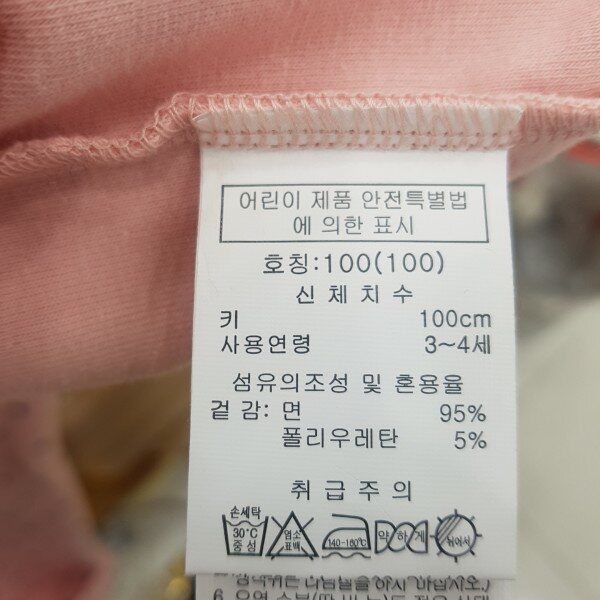 어린이 제품 안전특별법
에 의한 표시
호칭:100(100)
신체치수
키 100cm
사용연령 3~4세
섬유의조성 및 혼용율
겉감: 면 95%
폴리우레탄 5%
취급주의
손세탁
30°C
중성
염소
표백
140-160°C
약하게
뉘어서